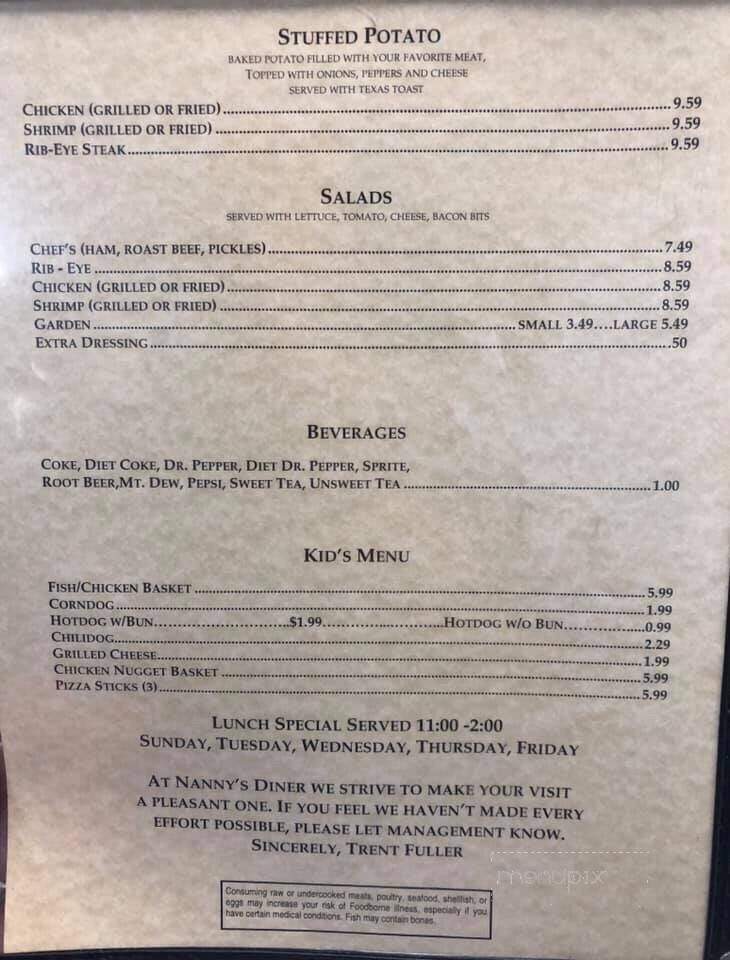 STUFFED POTATO
BAKED POTATO FILLED WITH YOUR FAVORITE MEAT,
TOPPED WITH ONIONS, PEPPERS AND CHEESE
SERVED WITH TEXAS TOAST
CHICKEN (GRILLED OR FRIED) 9.59
SHRIMP (GRILLED OR FRIED) 9.59
RIB-EYE STEAK 9.59
SALADS
SERVED WITH LETTUCE, TOMATO, CHEESE, BACON BITS
CHEF'S (HAM, ROAST BEEF, PICKLES) 7.49
RIB - EYE 8.59
CHICKEN (GRILLED OR FRIED) 8.59
SHRIMP (GRILLED OR FRIED) 8.59
GARDEN SMALL 3.49....LARGE 5.49
EXTRA DRESSING .50
BEVERAGES
COKE, DIET COKE, DR. PEPPER, DIET DR. PEPPER, SPRITE,
ROOT BEER,MT. DEW, PEPSI, SWEET TEA, UNSWEET TEA 1.00
KID'S MENU
FISH/CHICKEN BASKET 5.99
CORNDOG 1.99
HOTDOG W/BUN $1.99 HOTDOG W/O BUN 0.99
CHILIDOG 2.29
GRILLED CHEESE 1.99
CHICKEN NUGGET BASKET 5.99
PIZZA STICKS (3) 5.99
LUNCH SPECIAL SERVED 11:00 -2:00
SUNDAY, TUESDAY, WEDNESDAY, THURSDAY, FRIDAY
AT NANNY'S DINER WE STRIVE TO MAKE YOUR VISIT
A PLEASANT ONE. IF YOU FEEL WE HAVEN'T MADE EVERY
EFFORT POSSIBLE, PLEASE LET MANAGEMENT KNOW.
SINCERELY, TRENT FULLER
menupix
Consuming raw or undercooked meats, poultry, seafood, shellfish, or
eggs may increase your risk of Foodborne illness, especially if you
have certain medical conditions. Fish may contain bones.